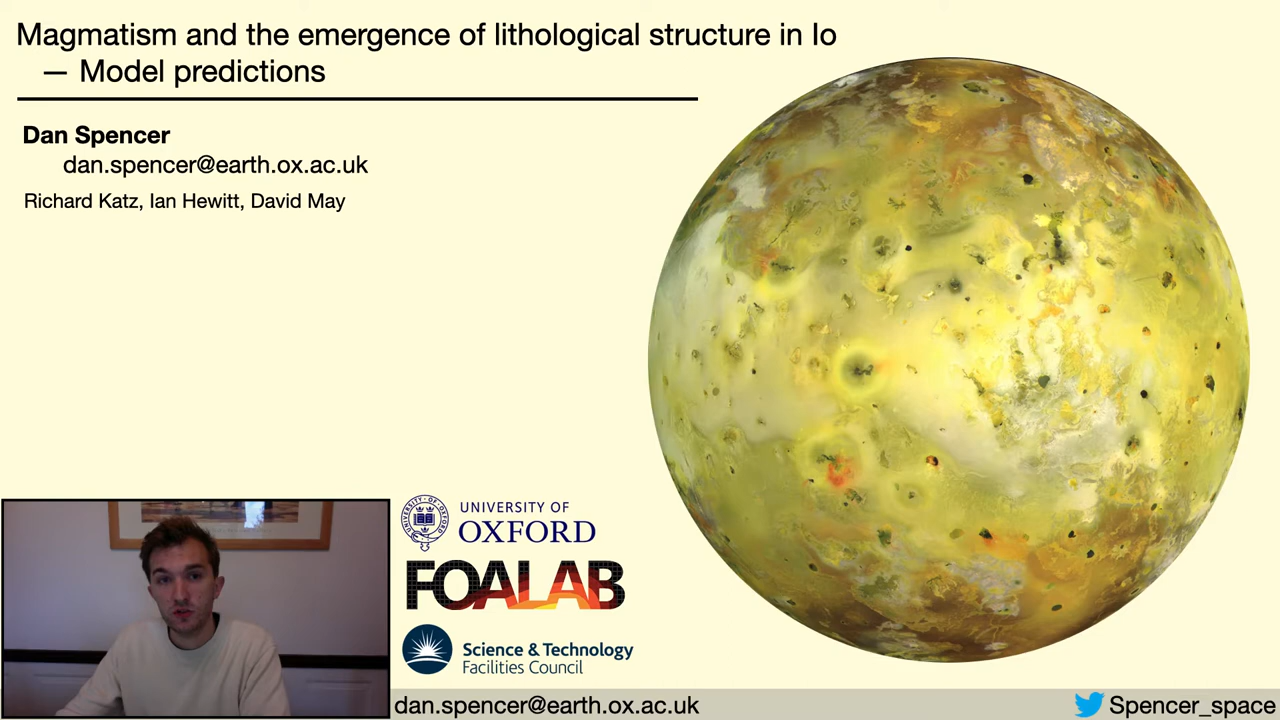 Magmatism and the emergence of lithological structure in Io
— Model predictions
Dan Spencer
dan.spencer@earth.ox.ac.uk
Richard Katz, Ian Hewitt, David May
UNIVERSITY OF
OXFORD
FOALAB
Science & Technology
Facilities Council
dan.spencer@earth.ox.ac.uk
Spencer_space